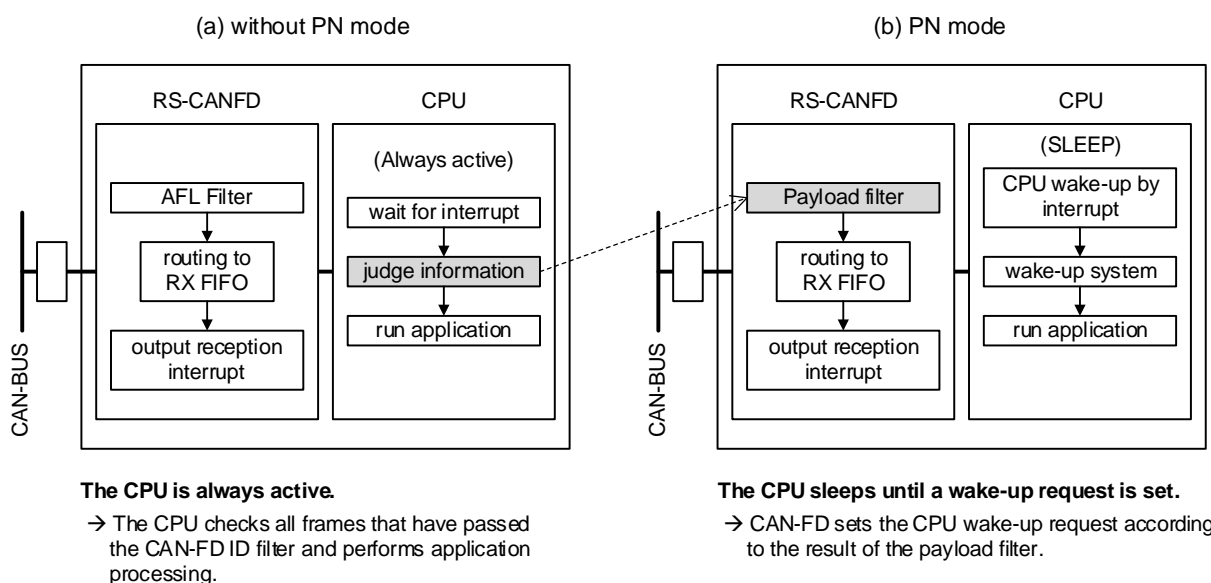 (a) without PN mode
RS-CANFD
CPU
(Always active)
AFL Filter
routing to
RX FIFO
output reception
interrupt
wait for interrupt
judge information
run application
CAN-BUS
The CPU is always active.
→ The CPU checks all frames that have passed
the CAN-FD ID filter and performs application
processing.
(b) PN mode
RS-CANFD
CPU
(SLEEP)
Payload filter
routing to
RX FIFO
output reception
interrupt
CPU wake-up by
interrupt
wake-up system
run application
CAN-BUS
The CPU sleeps until a wake-up request is set.
→ CAN-FD sets the CPU wake-up request according
to the result of the payload filter.